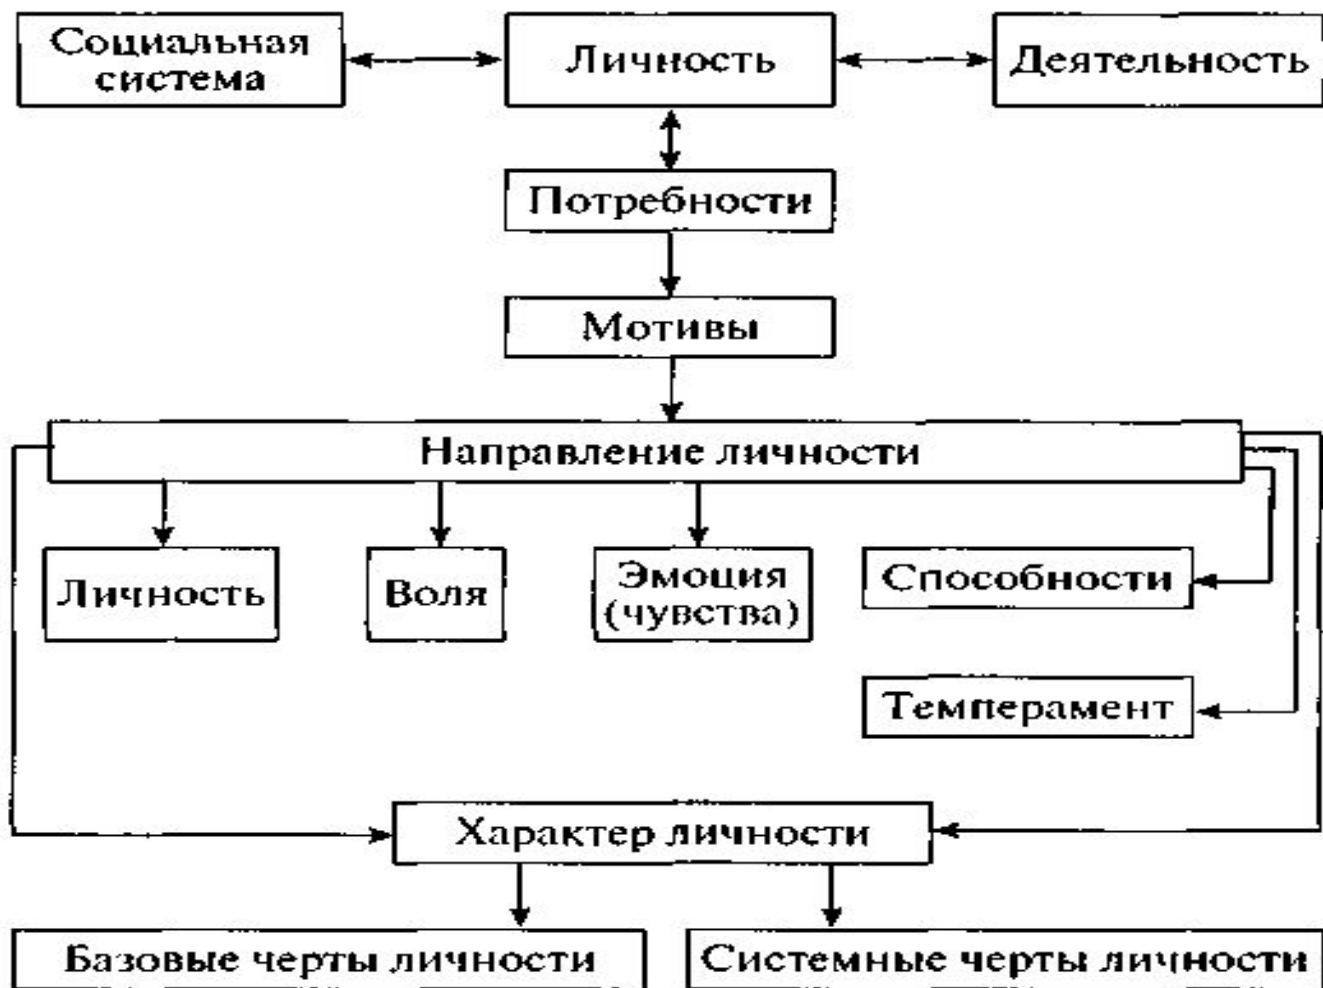 Социальная
система
Личность
Деятельность
Потребности
Мотивы
Направление личности
Личность
Воля
Эмоция
(чувства)
Способности
Темперамент
Характер личности
Базовые черты личности
Системные черты личности